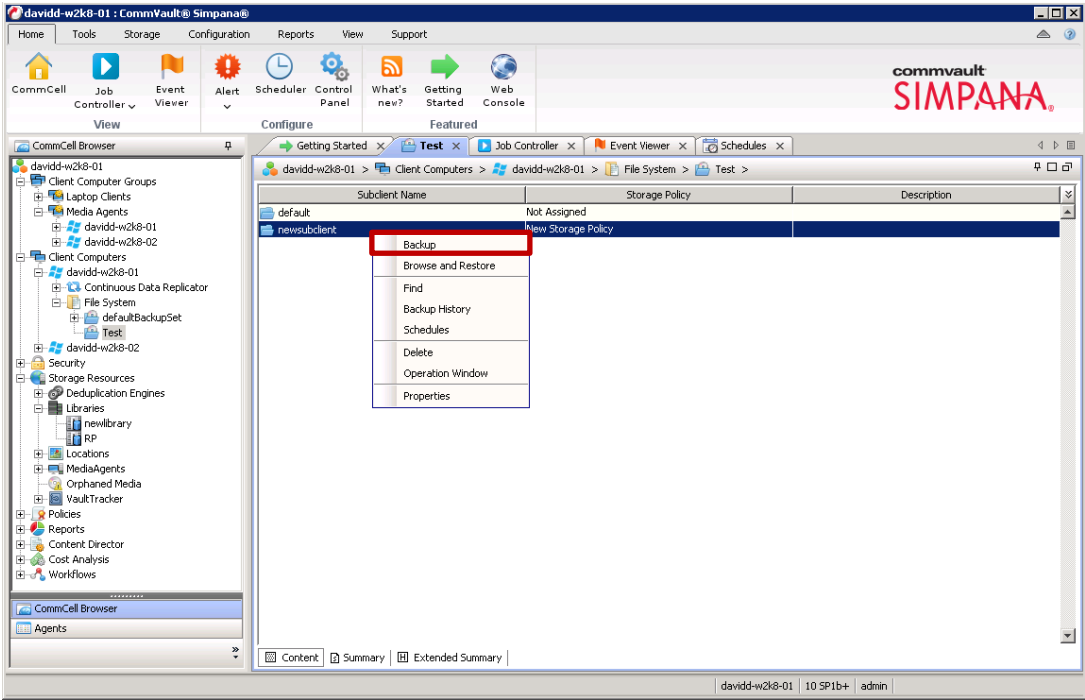 davidd-w2k8-01 : CommVault® Simpana®
Home Tools Storage Configuration Reports View Support
CommCell Job Controller Event Viewer Alert Scheduler Control Panel What's new? Getting Started Web Console
View Configure Featured
commvault
SIMPANA®
CommCell Browser
Getting Started Test Job Controller Event Viewer Schedules
davidd-w2k8-01 > Client Computers > davidd-w2k8-01 > File System > Test >
davidd-w2k8-01
Client Computer Groups
Laptop Clients
Media Agents
davidd-w2k8-01
davidd-w2k8-02
Client Computers
davidd-w2k8-01
Continuous Data Replicator
File System
defaultBackupSet
Test
davidd-w2k8-02
Security
Storage Resources
Deduplication Engines
Libraries
newlibrary
RP
Locations
MediaAgents
Orphaned Media
VaultTracker
Policies
Reports
Content Director
Cost Analysis
Workflows
CommCell Browser
Agents
Subclient Name Storage Policy Description
default Not Assigned
newsubclient New Storage Policy
Backup
Browse and Restore
Find
Backup History
Schedules
Delete
Operation Window
Properties
Content Summary Extended Summary
davidd-w2k8-01 10 SP1b+ admin